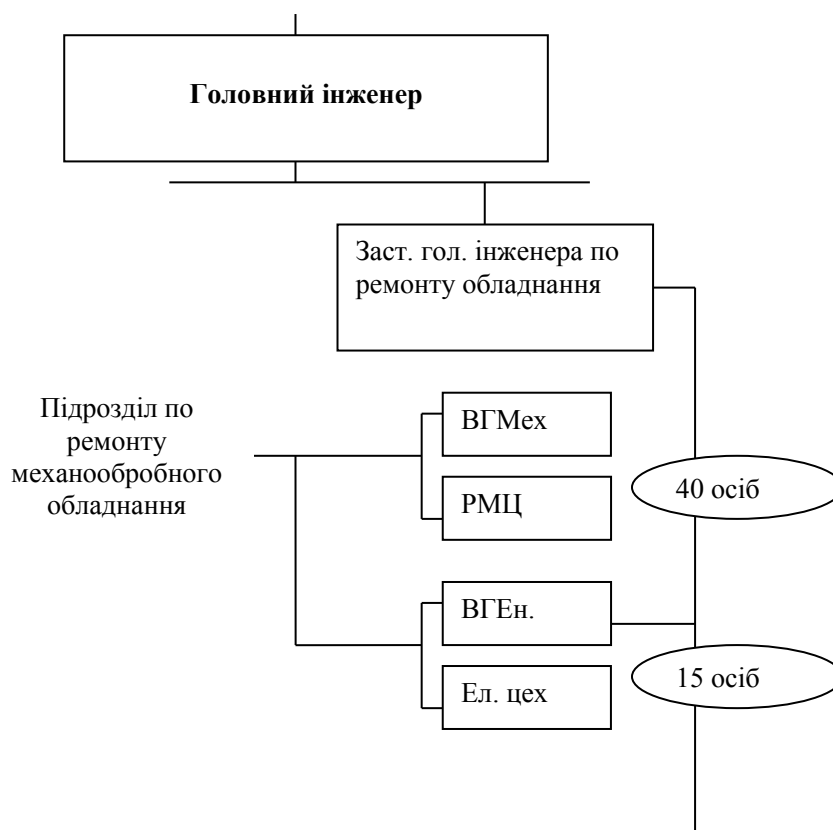 Головний інженер
Заст. гол. інженера по
ремонту обладнання
Підрозділ по
ремонту
механообробного
обладнання
ВГМех
РМЦ
40 осіб
ВГЕн.
Ел. цех
15 осіб